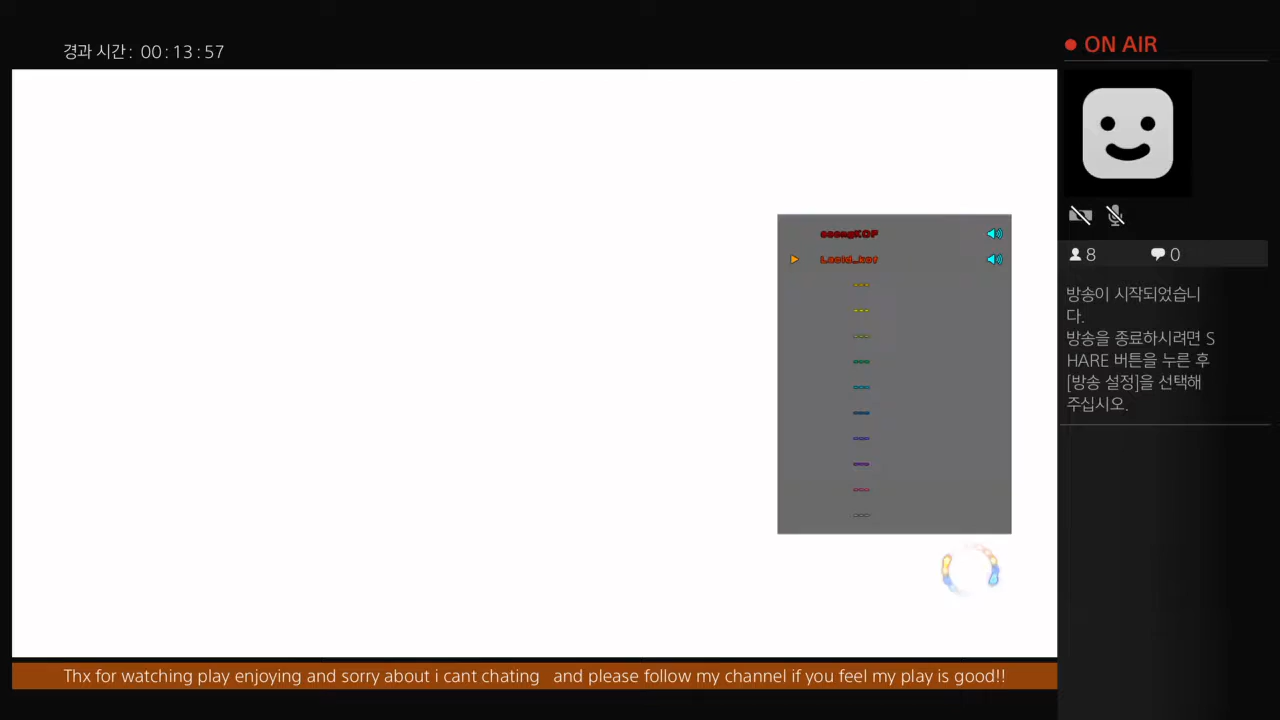 경과 시간: 00:13:57
ON AIR
8 0
방송이 시작되었습니
다.
방송을 종료하시려면 S
HARE 버튼을 누른 후
[방송 설정]을 선택해
주십시오.
Lacid_kof
---
---
---
---
---
---
---
---
---
---
Thx for watching play enjoying and sorry about i cant chating and please follow my channel if you feel my play is good!!